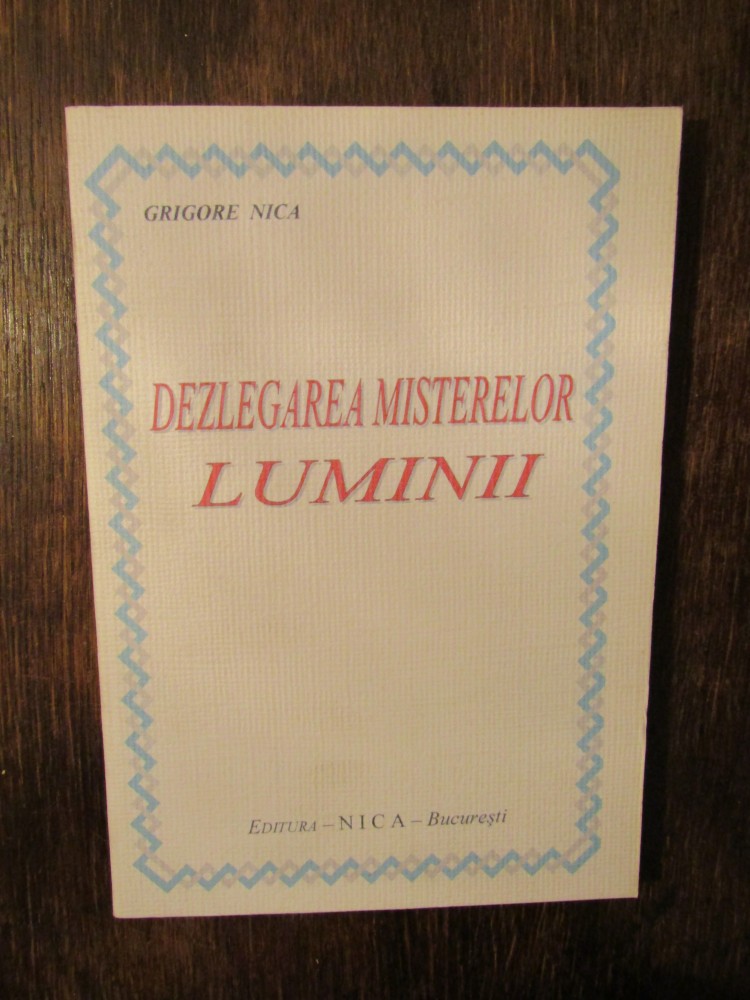 GRIGORE NICA
DEZLEGAREA MISTERELOR
LUMINII
EDITURA – NICA – București